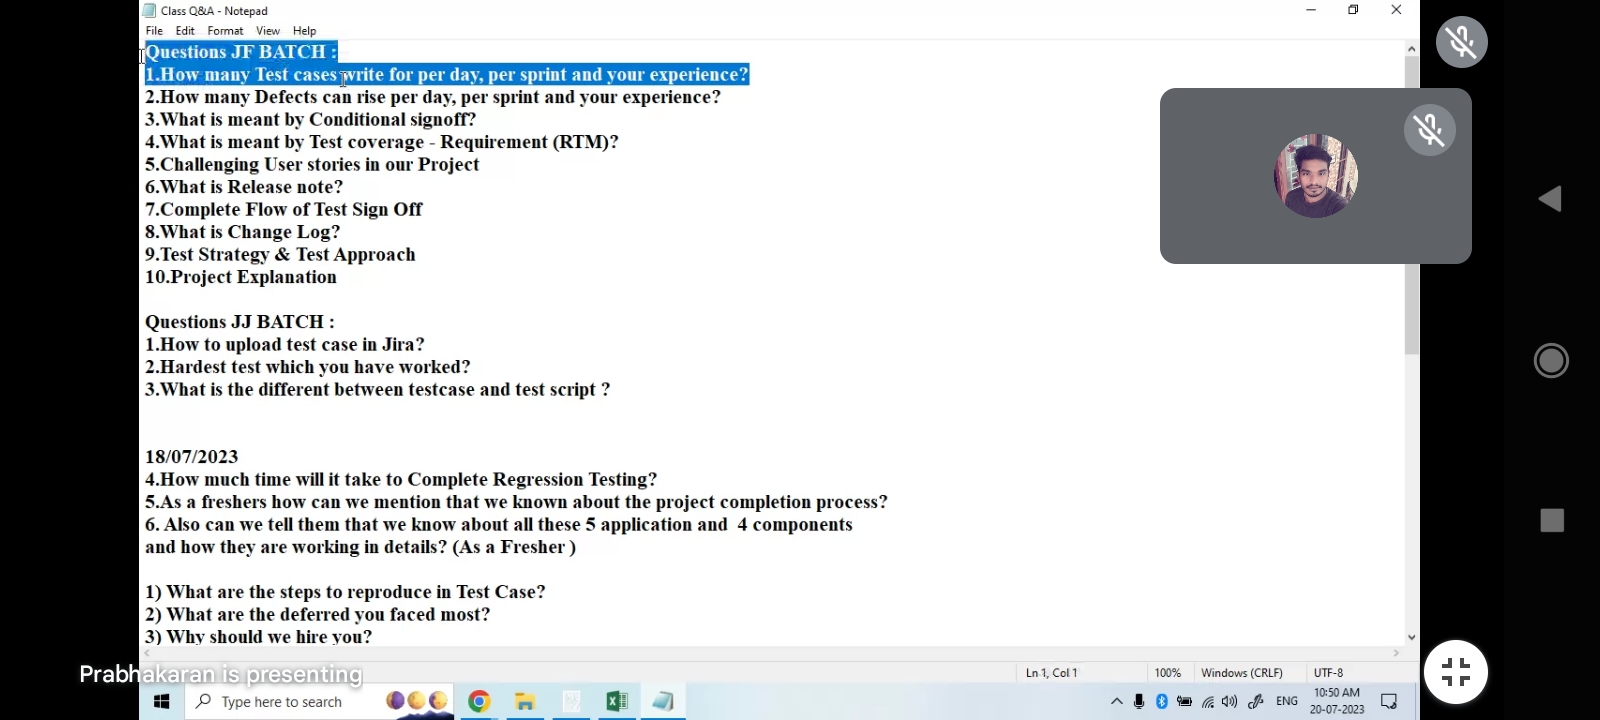 Class Q&A - Notepad
File Edit Format View Help
Questions JF BATCH :
1.How many Test cases write for per day, per sprint and your experience?
2.How many Defects can rise per day, per sprint and your experience?
3.What is meant by Conditional signoff?
4.What is meant by Test coverage - Requirement (RTM)?
5.Challenging User stories in our Project
6.What is Release note?
7.Complete Flow of Test Sign Off
8.What is Change Log?
9.Test Strategy & Test Approach
10.Project Explanation
Questions JJ BATCH :
1.How to upload test case in Jira?
2.Hardest test which you have worked?
3.What is the different between testcase and test script ?
18/07/2023
4.How much time will it take to Complete Regression Testing?
5.As a freshers how can we mention that we known about the project completion process?
6. Also can we tell them that we know about all these 5 application and 4 components
and how they are working in details? (As a Fresher )
1) What are the steps to reproduce in Test Case?
2) What are the deferred you faced most?
3) Why should we hire you?
Prabhakaran is presenting
Ln 1, Col 1 100% Windows (CRLF) UTF-8
Type here to search
ENG
10:50 AM
20-07-2023